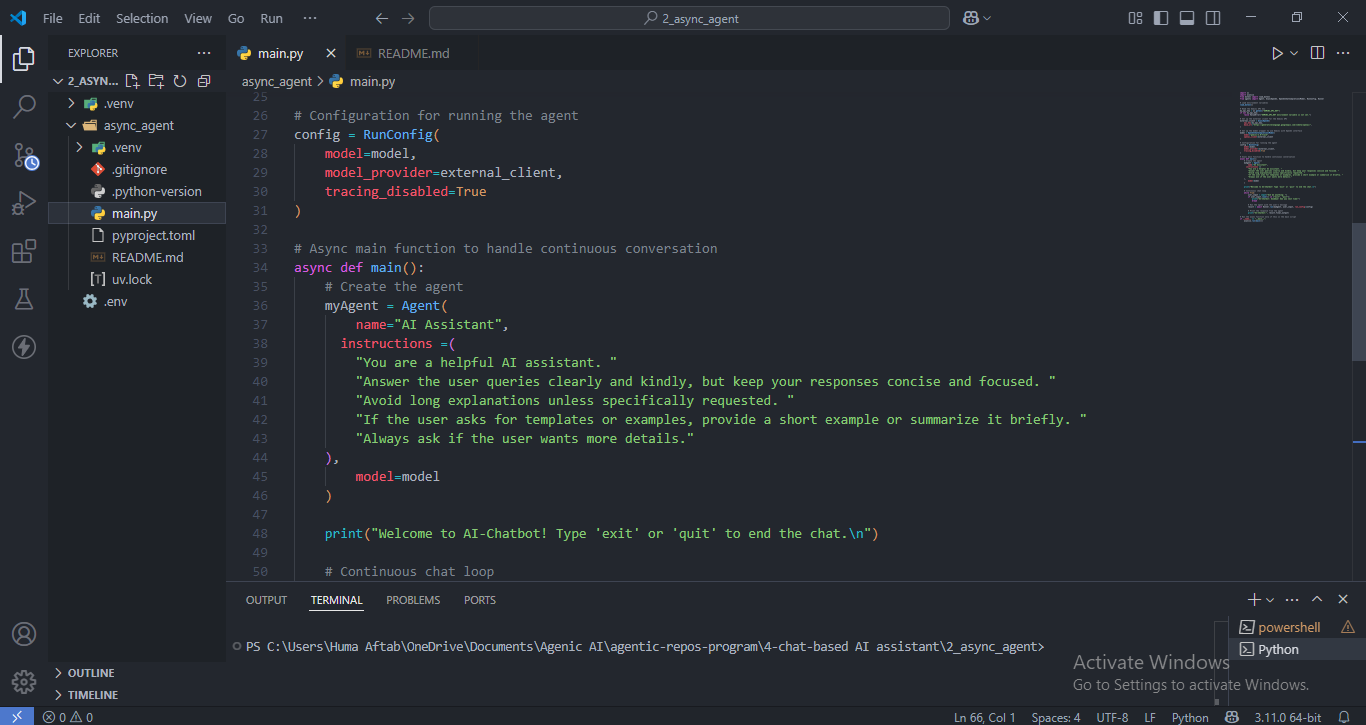 File Edit Selection View Go Run ··· 2_async_agent
EXPLORER ···
2_ASYN...
.venv
async_agent
.venv
.gitignore
.python-version
main.py
pyproject.toml
README.md
uv.lock
.env
OUTLINE
TIMELINE
main.py README.md
async_agent > main.py
25
26 # Configuration for running the agent
27 config = RunConfig(
28 model=model,
29 model_provider=external_client,
30 tracing_disabled=True
31 )
32
33 # Async main function to handle continuous conversation
34 async def main():
35 # Create the agent
36 myAgent = Agent(
37 name="AI Assistant",
38 instructions =(
39 "You are a helpful AI assistant. "
40 "Answer the user queries clearly and kindly, but keep your responses concise and focused. "
41 "Avoid long explanations unless specifically requested. "
42 "If the user asks for templates or examples, provide a short example or summarize it briefly. "
43 "Always ask if the user wants more details."
44 ),
45 model=model
46 )
47
48 print("Welcome to AI-Chatbot! Type 'exit' or 'quit' to end the chat.\n")
49
50 # Continuous chat loop
OUTPUT TERMINAL PROBLEMS PORTS
PS C:\Users\Huma Aftab\OneDrive\Documents\Agenic AI\agentic-repos-program\4-chat-based AI assistant\2_async_agent>
powershell
Python
Activate Windows
Go to Settings to activate Windows.
0 0 Ln 66, Col 1 Spaces: 4 UTF-8 LF Python 3.11.0 64-bit